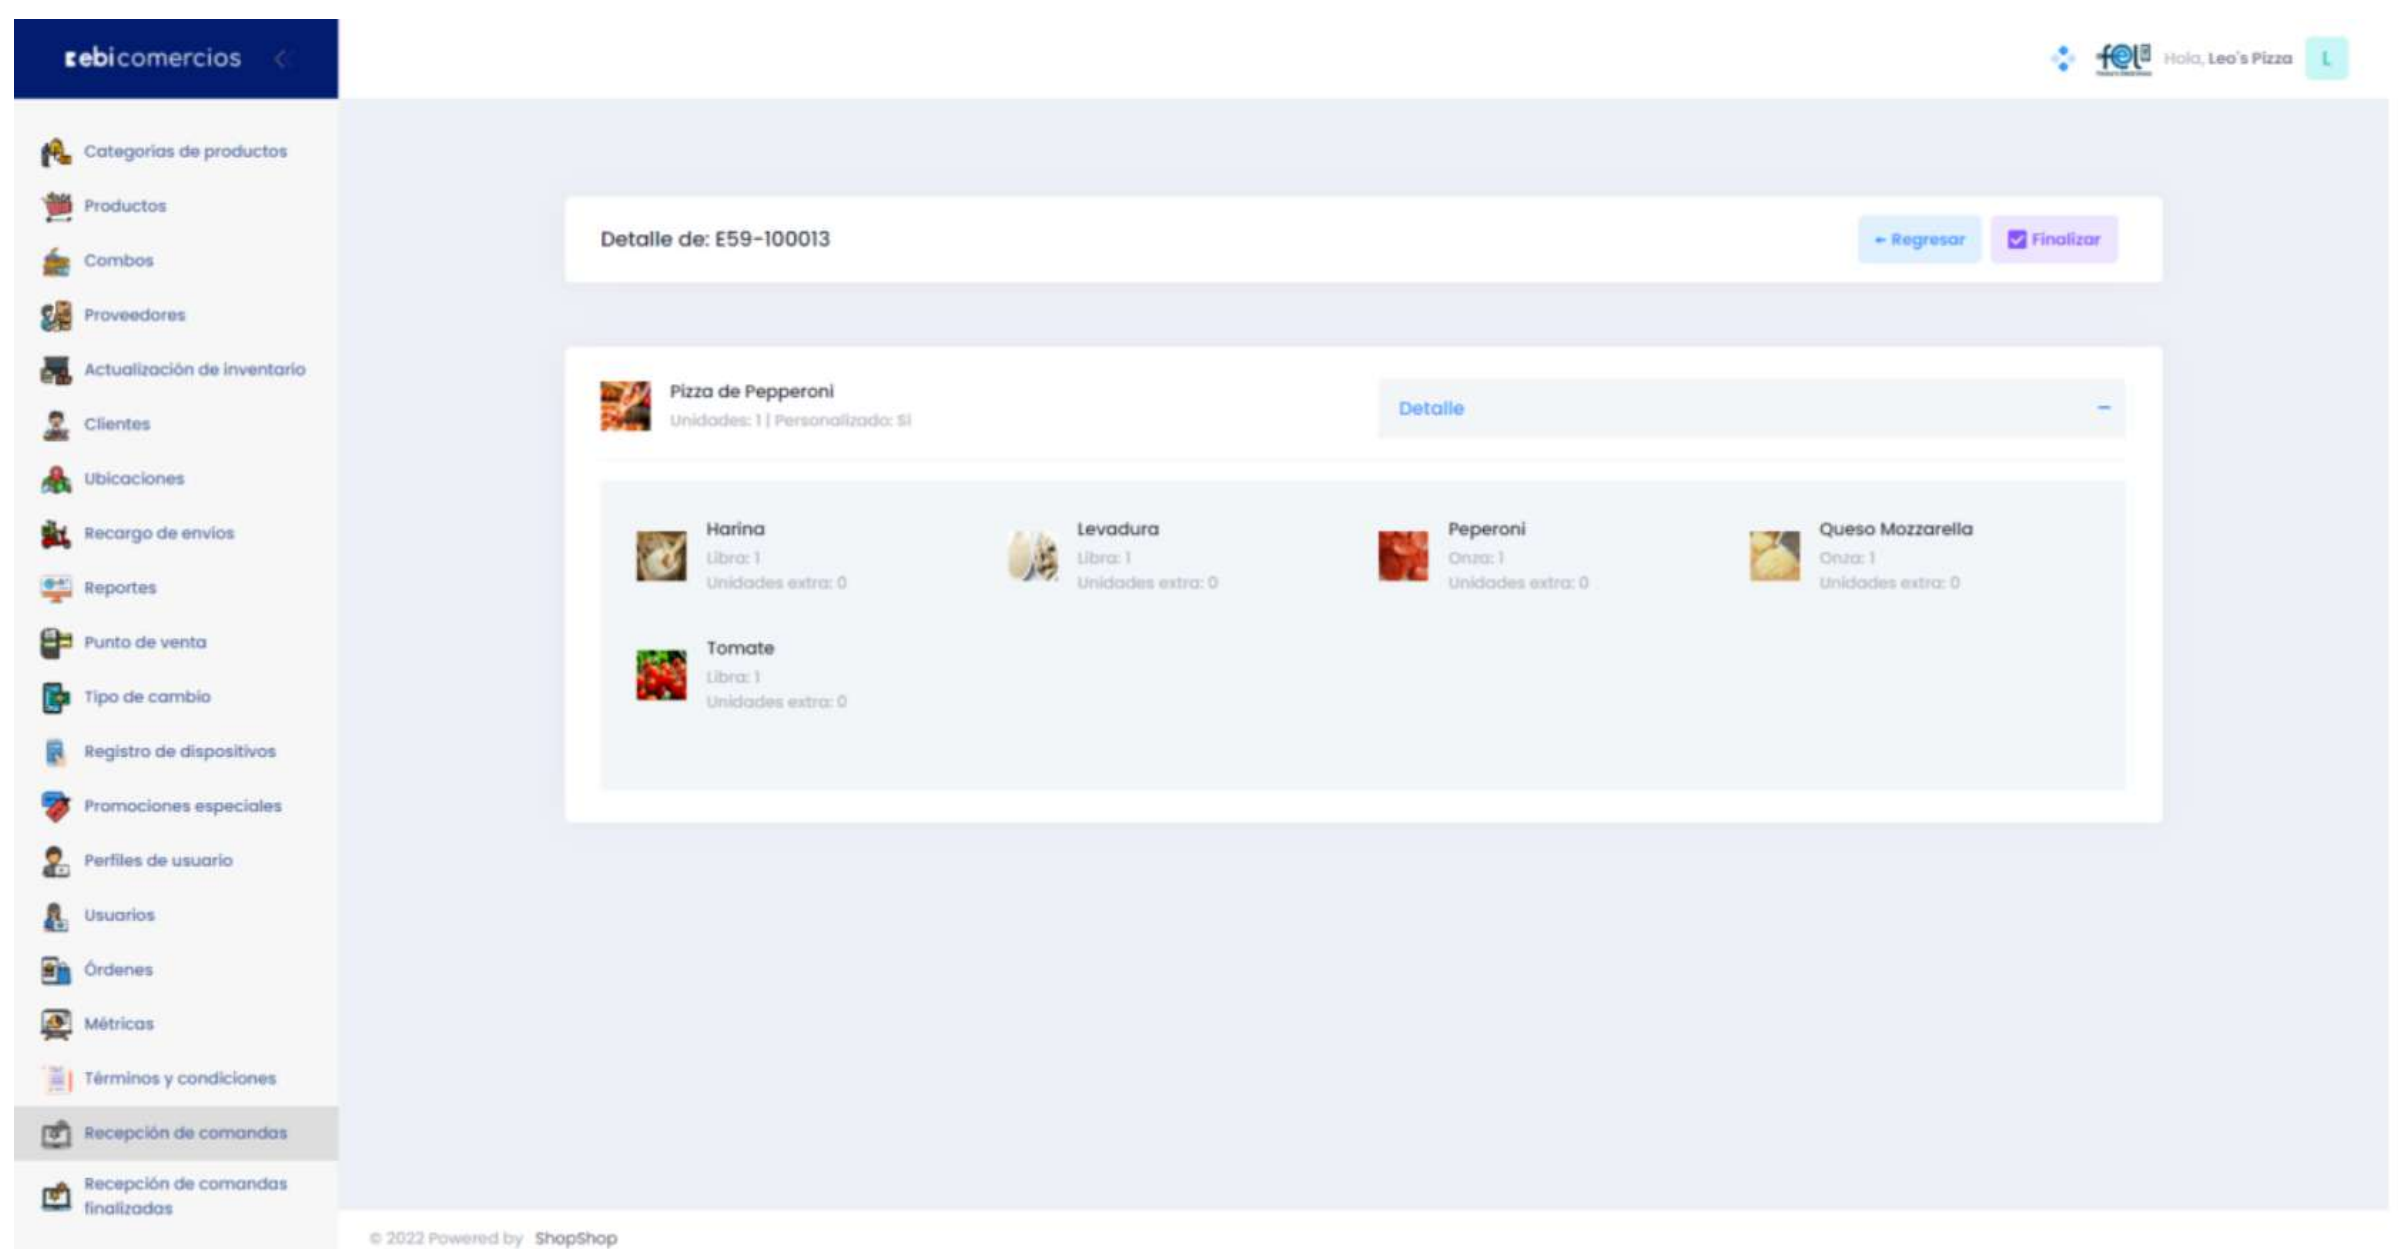 ebicomercios
fel
Hola, Leo's Pizza
L
Categorías de productos
Productos
Combos
Proveedores
Actualización de inventario
Clientes
Ubicaciones
Recargo de envíos
Reportes
Punto de venta
Tipo de cambio
Registro de dispositivos
Promociones especiales
Perfiles de usuario
Usuarios
Órdenes
Métricas
Términos y condiciones
Recepción de comandas
Recepción de comandas
finalizadas
Detalle de: E59-100013
← Regresar
Finalizar
Pizza de Pepperoni
Unidades: 1 | Personalizado: Sí
Detalle
Harina
Libra: 1
Unidades extra: 0
Levadura
Libra: 1
Unidades extra: 0
Peperoni
Onza: 1
Unidades extra: 0
Queso Mozzarella
Onza: 1
Unidades extra: 0
Tomate
Libra: 1
Unidades extra: 0
© 2022 Powered by ShopShop